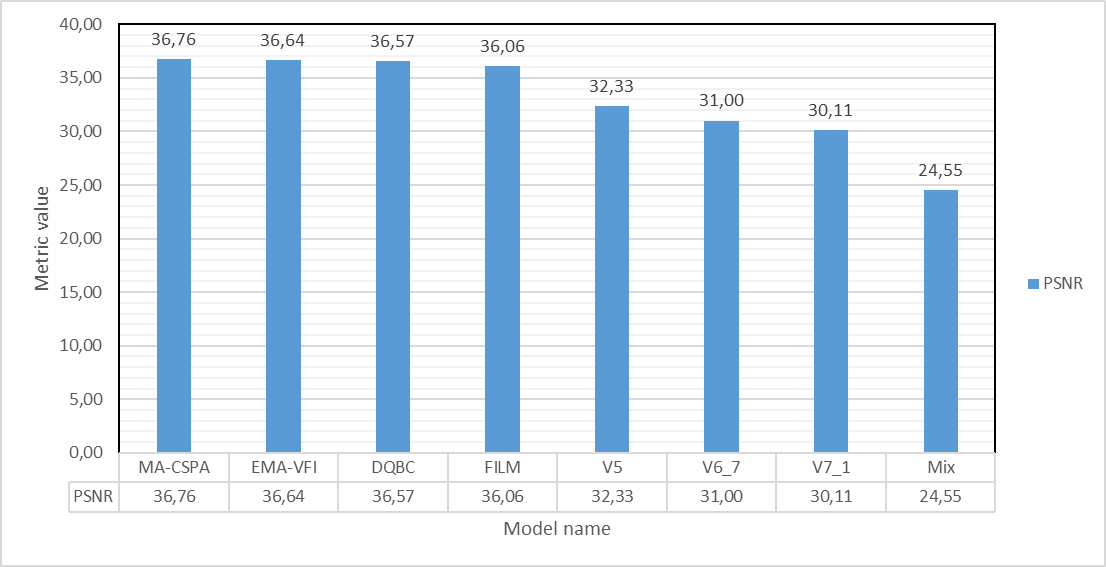 40,00
35,00
30,00
25,00
20,00
15,00
10,00
5,00
0,00
Metric value
36,76 36,64 36,57 36,06 32,33 31,00 30,11 24,55
PSNR
MA-CSPA EMA-VFI DQBC FILM V5 V6_7 V7_1 Mix
PSNR 36,76 36,64 36,57 36,06 32,33 31,00 30,11 24,55
Model name